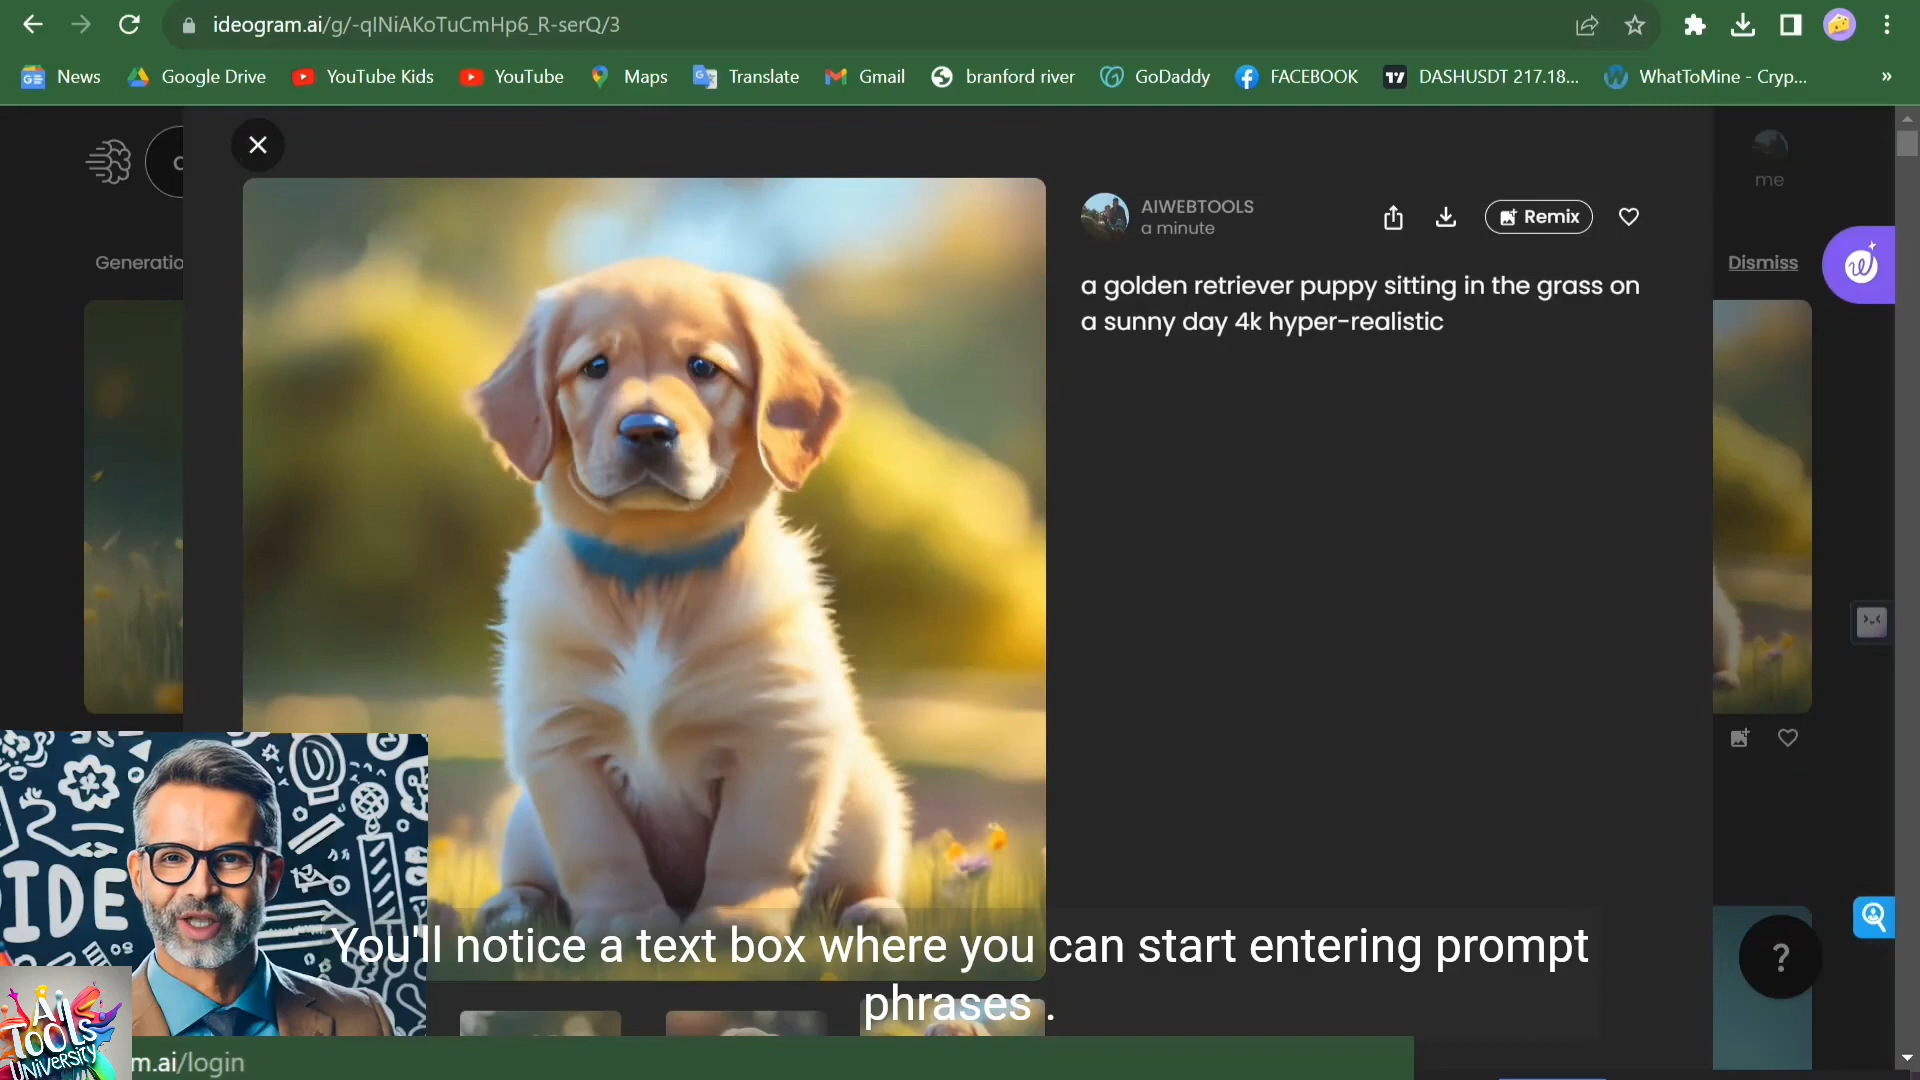 ideogram.ai/g/-qINiAKoTuCmHp6_R-serQ/3
News Google Drive YouTube Kids YouTube Maps Translate Gmail branford river GoDaddy FACEBOOK DASHUSDT 217.18... WhatToMine - Cryp... »
me
AIWEBTOOLS
a minute
Remix
Generatio
Dismiss
a golden retriever puppy sitting in the grass on
a sunny day 4k hyper-realistic
IDE
You'll notice a text box where you can start entering prompt
phrases .
?
Ai
TOOLS
UNIVERSITY
m.ai/login